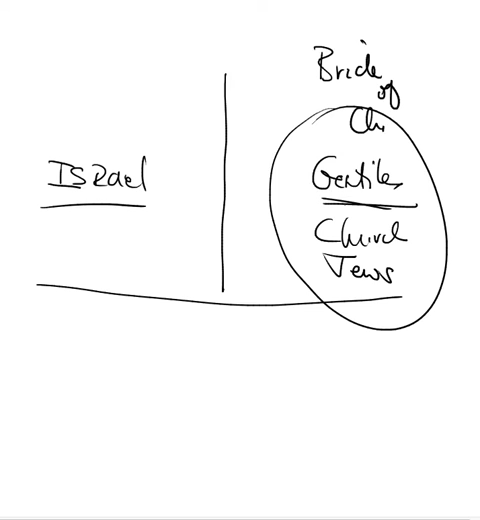 Israel
Bride
of
Ch.
Gentiles
Church
Jews